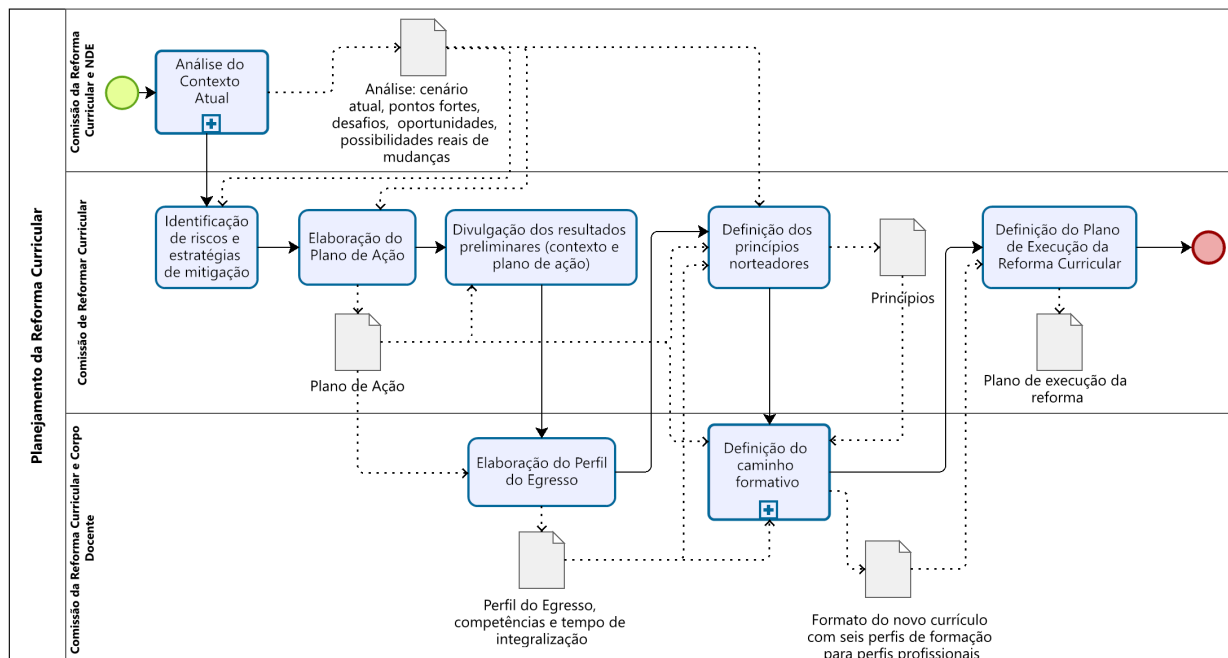 Planejamento da Reforma Curricular
Comissão da Reforma
Curricular e NDE
Análise do
Contexto
Atual
Análise: cenário
atual, pontos fortes,
desafios, oportunidades,
possibilidades reais de
mudanças
Comissão de Reformar Curricular
Identificação
de riscos e
estratégias
de mitigação
Elaboração do
Plano de Ação
Divulgação dos resultados
preliminares (contexto e
plano de ação)
Definição dos
princípios
norteadores
Princípios
Definição do Plano
de Execução da
Reforma Curricular
Plano de Ação
Plano de execução da
reforma
Comissão da Reforma Curricular e Corpo
Docente
Elaboração do Perfil
do Egresso
Definição do
caminho
formativo
Perfil do Egresso,
competências e tempo de
integralização
Formato do novo currículo
com seis perfis de formação
para perfis profissionais